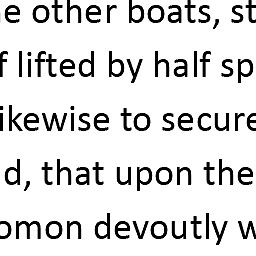 e other boats, st
f lifted by half sp
ikewise to secure
d, that upon the
omon devoutly w